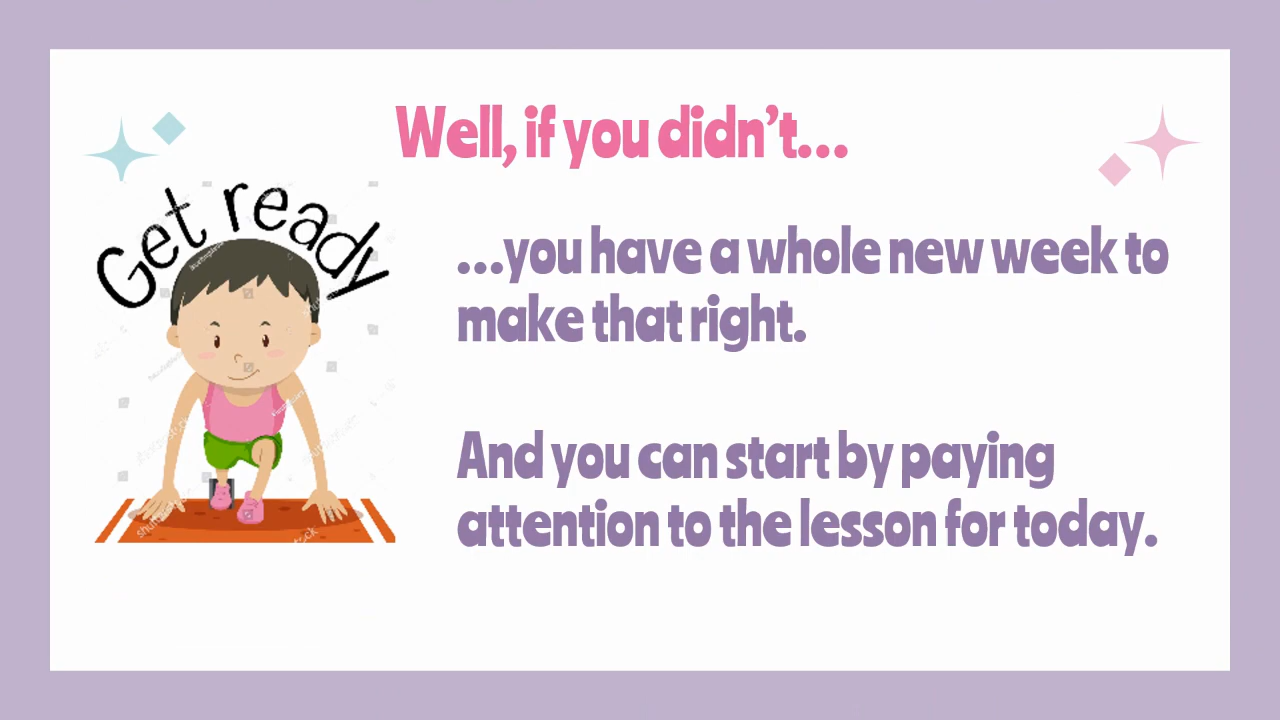 Well, if you didn't...
Get ready
...you have a whole new week to
make that right.
And you can start by paying
attention to the lesson for today.